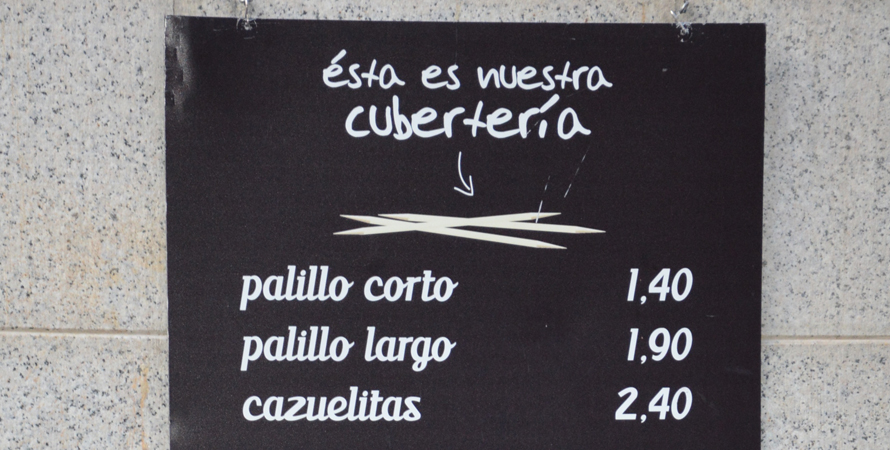 ésta es nuestra
cubertería
palillo corto 1,40
palillo largo 1,90
cazuelitas 2,40